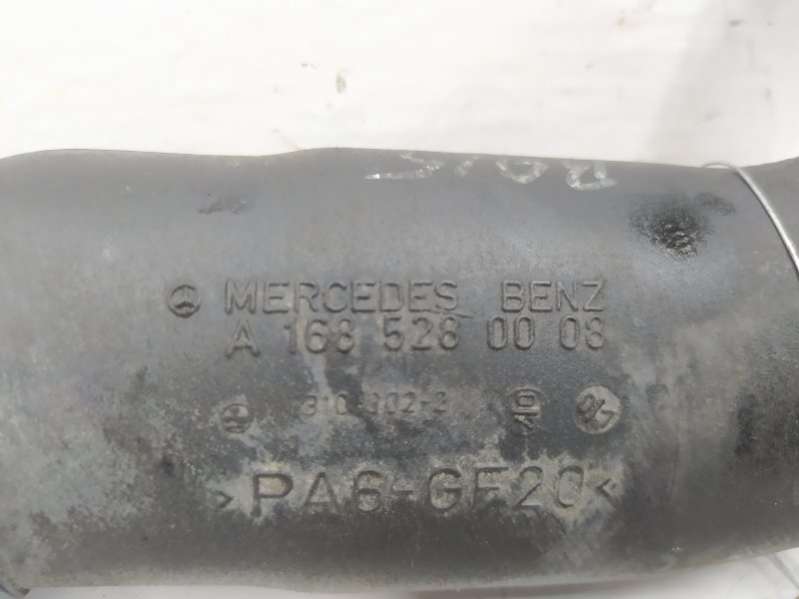 MERCEDES BENZ
A 168 528 00 08
>PA6-GF20<